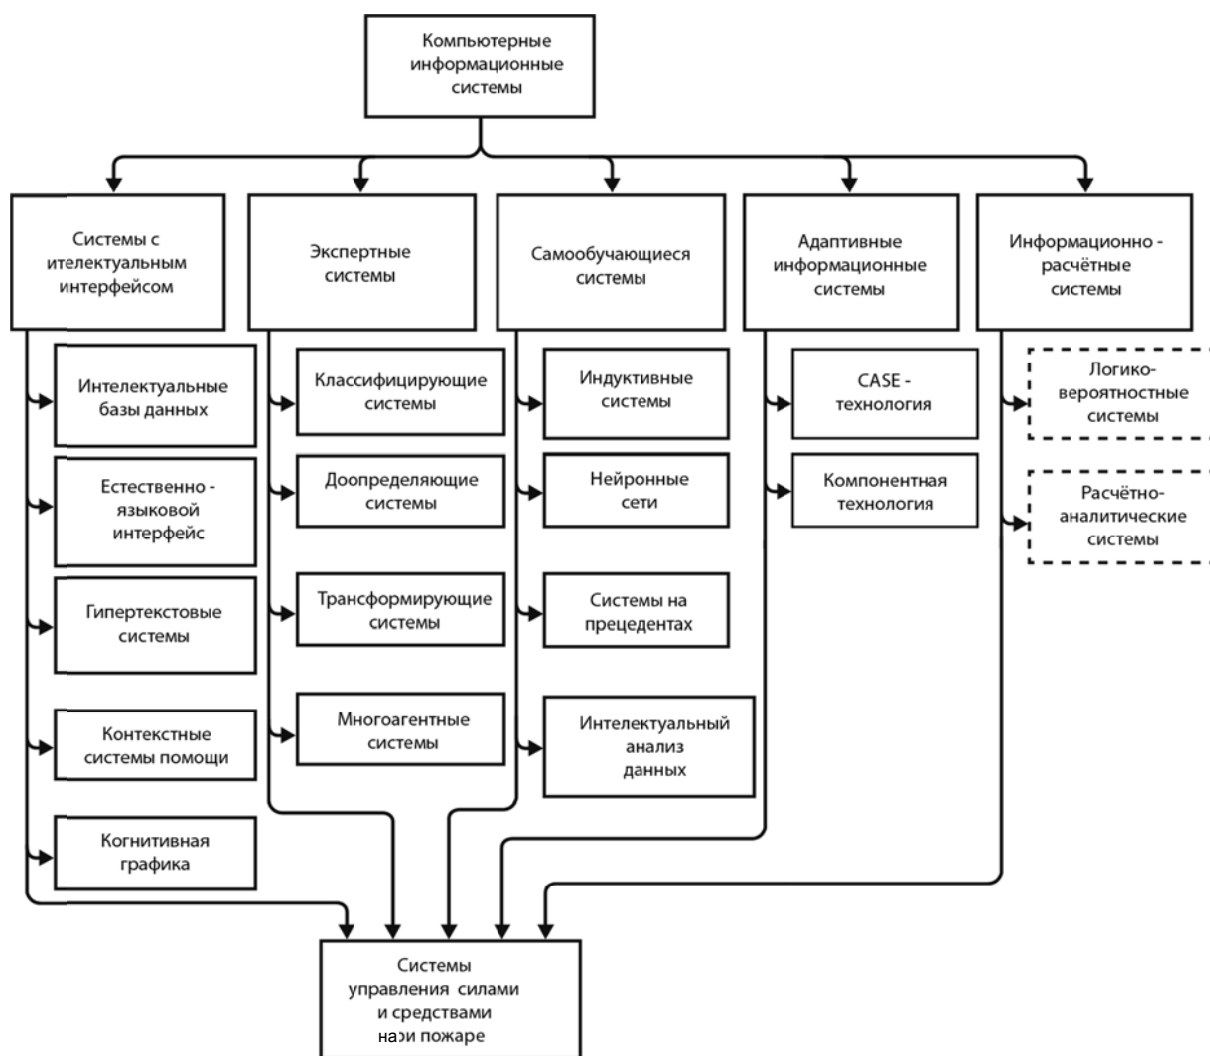 Компьютерные
информационные
системы
Системы с
ителектуальным
интерфейсом
Экспертные
системы
Самообучающиеся
системы
Адаптивные
информационные
системы
Информационно -
расчётные
системы
Интелектуальные
базы данных
Естественно -
языковой
интерфейс
Гипертекстовые
системы
Контекстные
системы помощи
Когнитивная
графика
Классифицирующие
системы
Доопределяющие
системы
Трансформирующие
системы
Многоагентные
системы
Индуктивные
системы
Нейронные
сети
Системы на
прецедентах
Интелектуальный
анализ
данных
CASE -
технология
Компонентная
технология
Логико-
вероятностные
системы
Расчётно-
аналитические
системы
Системы
управления силами
и средствами
пожаре